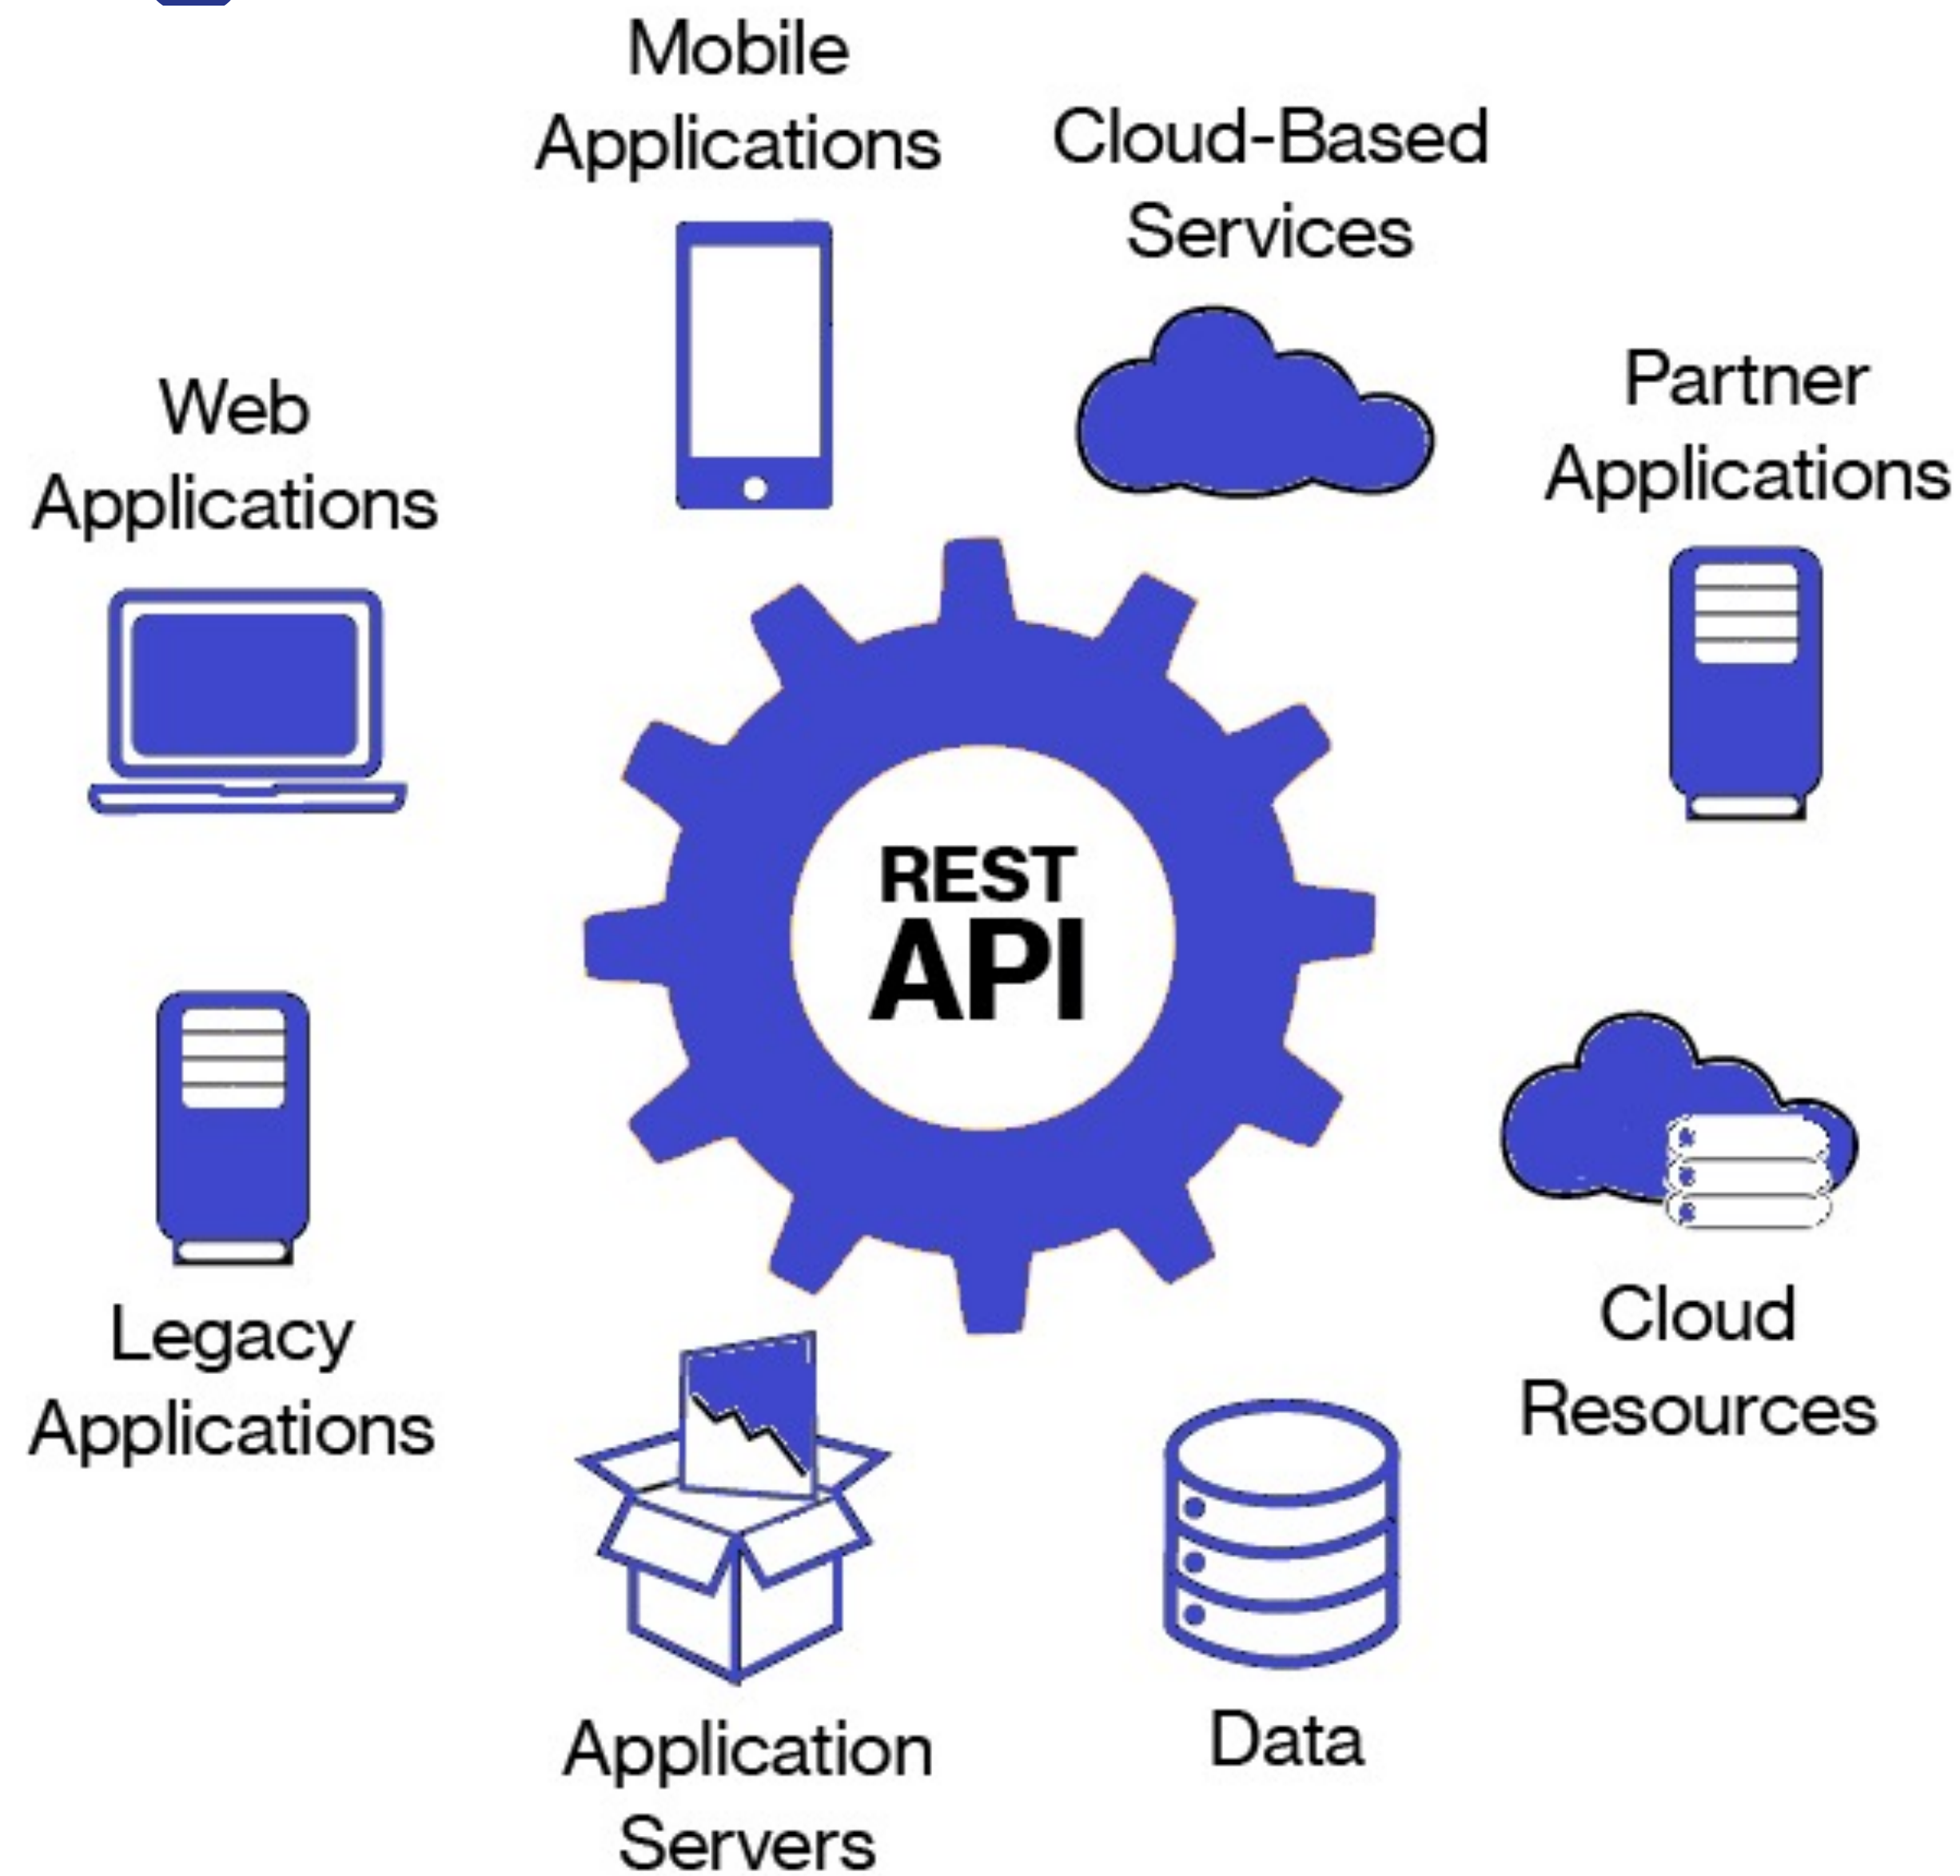 Mobile
Applications
Cloud-Based
Services
Web
Applications
Partner
Applications
REST
API
Legacy
Applications
Cloud
Resources
Application
Servers
Data